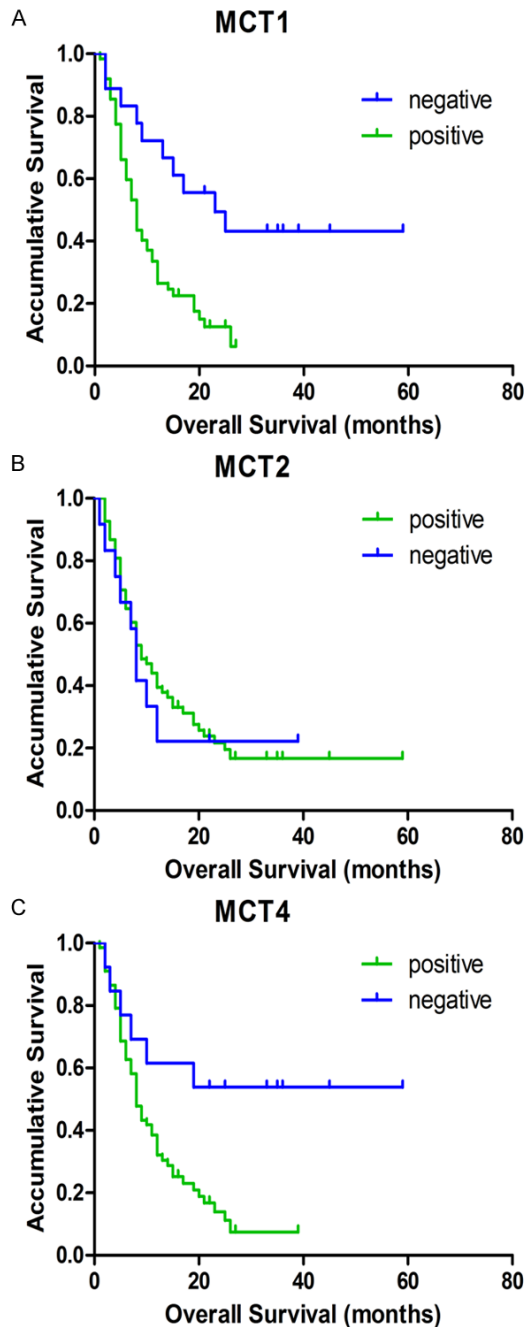 A
MCT1
1.0
0.8
0.6
0.4
0.2
0.0
Accumulative Survival
negative
positive
0 20 40 60 80
Overall Survival (months)
B
MCT2
1.0
0.8
0.6
0.4
0.2
0.0
Accumulative Survival
positive
negative
0 20 40 60 80
Overall Survival (months)
C
MCT4
1.0
0.8
0.6
0.4
0.2
0.0
Accumulative Survival
positive
negative
0 20 40 60 80
Overall Survival (months)